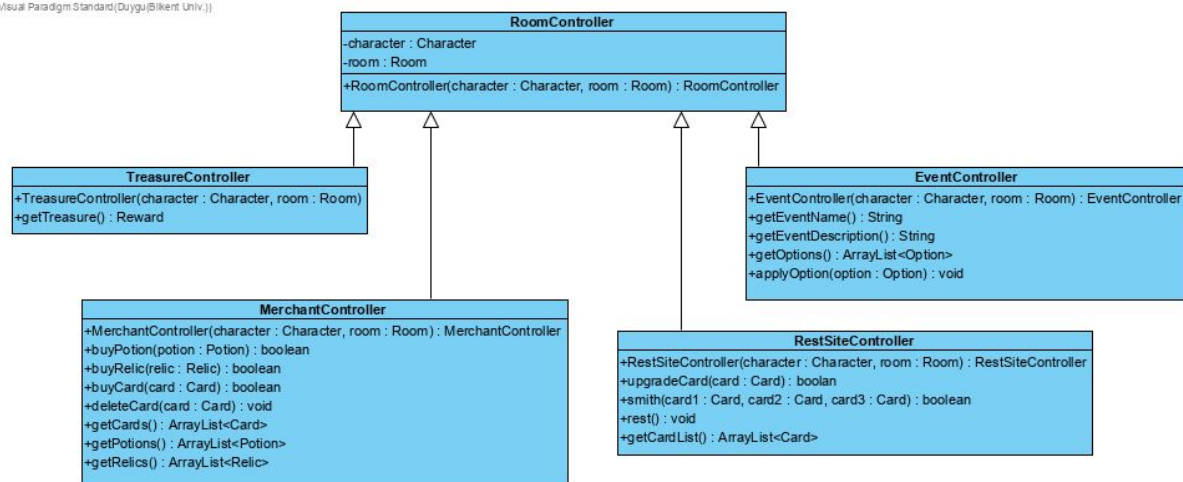 Visual Paradigm Standard(Duygu(Bilkent Univ.))
RoomController
-character : Character
-room : Room
+RoomController(character : Character, room : Room) : RoomController
TreasureController
+TreasureController(character : Character, room : Room)
+getTreasure() : Reward
EventController
+EventController(character : Character, room : Room) : EventController
+getEventName() : String
+getEventDescription() : String
+getOptions() : ArrayList<Option>
+applyOption(option : Option) : void
MerchantController
+MerchantController(character : Character, room : Room) : MerchantController
+buyPotion(potion : Potion) : boolean
+buyRelic(relic : Relic) : boolean
+buyCard(card : Card) : boolean
+deleteCard(card : Card) : void
+getCards() : ArrayList<Card>
+getPotions() : ArrayList<Potion>
+getRelics() : ArrayList<Relic>
RestSiteController
+RestSiteController(character : Character, room : Room) : RestSiteController
+upgradeCard(card : Card) : boolan
+smith(card1 : Card, card2 : Card, card3 : Card) : boolean
+rest() : void
+getCardList() : ArrayList<Card>